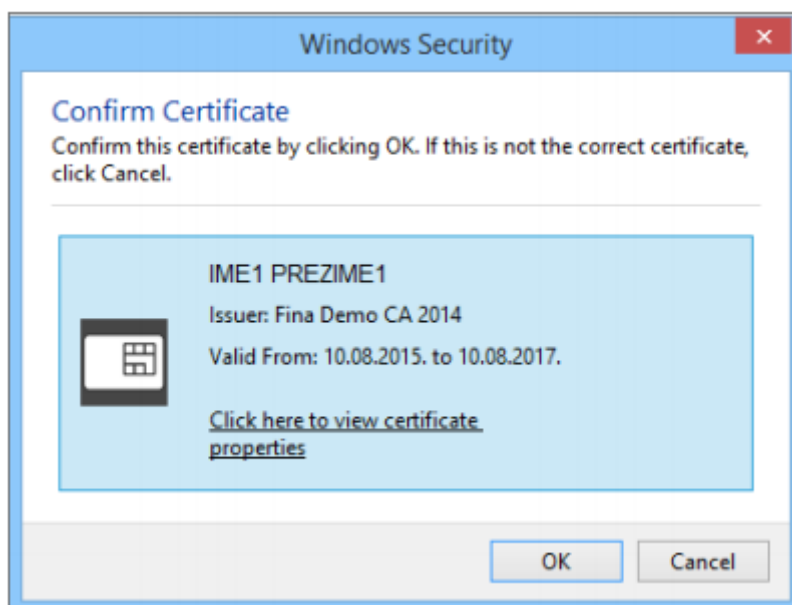 Windows Security
Confirm Certificate
Confirm this certificate by clicking OK. If this is not the correct certificate,
click Cancel.
IME1 PREZIME1
Issuer: Fina Demo CA 2014
Valid From: 10.08.2015. to 10.08.2017.
Click here to view certificate
properties
OK
Cancel